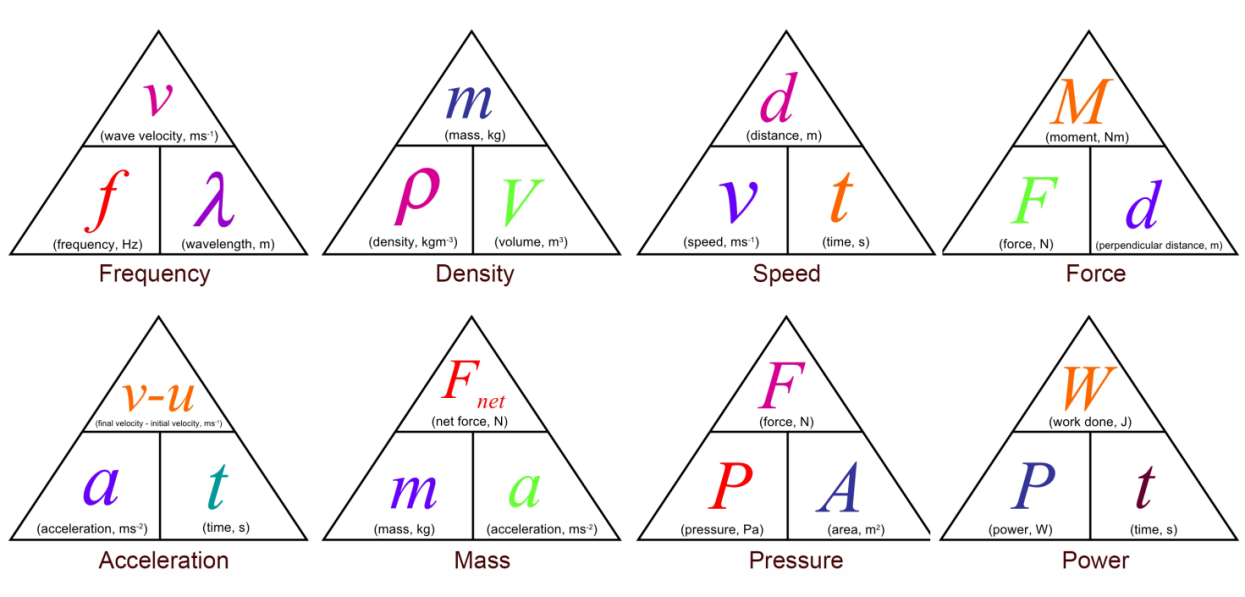 v
(wave velocity, ms⁻¹)
f
(frequency, Hz)
λ
(wavelength, m)
Frequency
m
(mass, kg)
ρ
(density, kgm⁻³)
V
(volume, m³)
Density
d
(distance, m)
v
(speed, ms⁻¹)
t
(time, s)
Speed
M
(moment, Nm)
F
(force, N)
d
(perpendicular distance, m)
Force
v-u
(final velocity - initial velocity, ms⁻¹)
a
(acceleration, ms⁻²)
t
(time, s)
Acceleration
F net
(net force, N)
m
(mass, kg)
a
(acceleration, ms⁻²)
Mass
F
(force, N)
P
(pressure, Pa)
A
(area, m²)
Pressure
W
(work done, J)
P
(power, W)
t
(time, s)
Power